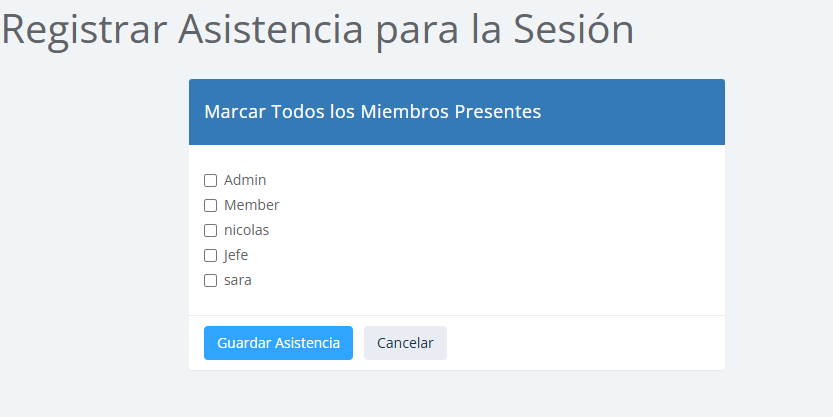 Registrar Asistencia para la Sesión
Marcar Todos los Miembros Presentes
Admin
Member
nicolas
Jefe
sara
Guardar Asistencia Cancelar